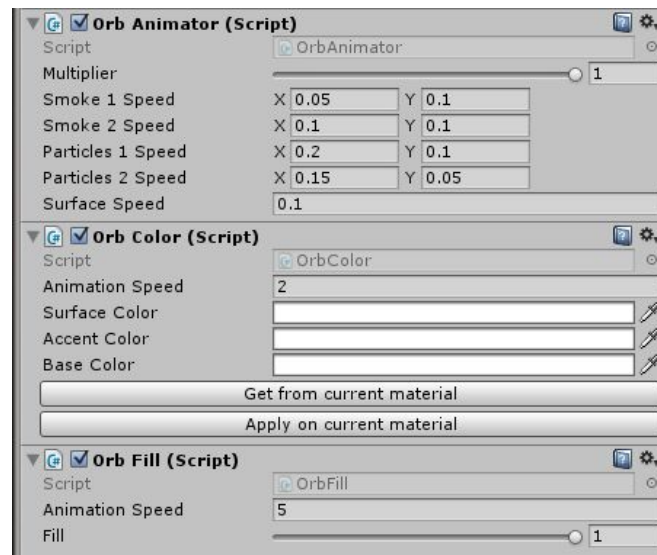 Orb Animator (Script)
Script OrbAnimator
Multiplier 1
Smoke 1 Speed X 0.05 Y 0.1
Smoke 2 Speed X 0.1 Y 0.1
Particles 1 Speed X 0.2 Y 0.1
Particles 2 Speed X 0.15 Y 0.05
Surface Speed 0.1
Orb Color (Script)
Script OrbColor
Animation Speed 2
Surface Color
Accent Color
Base Color
Get from current material
Apply on current material
Orb Fill (Script)
Script OrbFill
Animation Speed 5
Fill 1